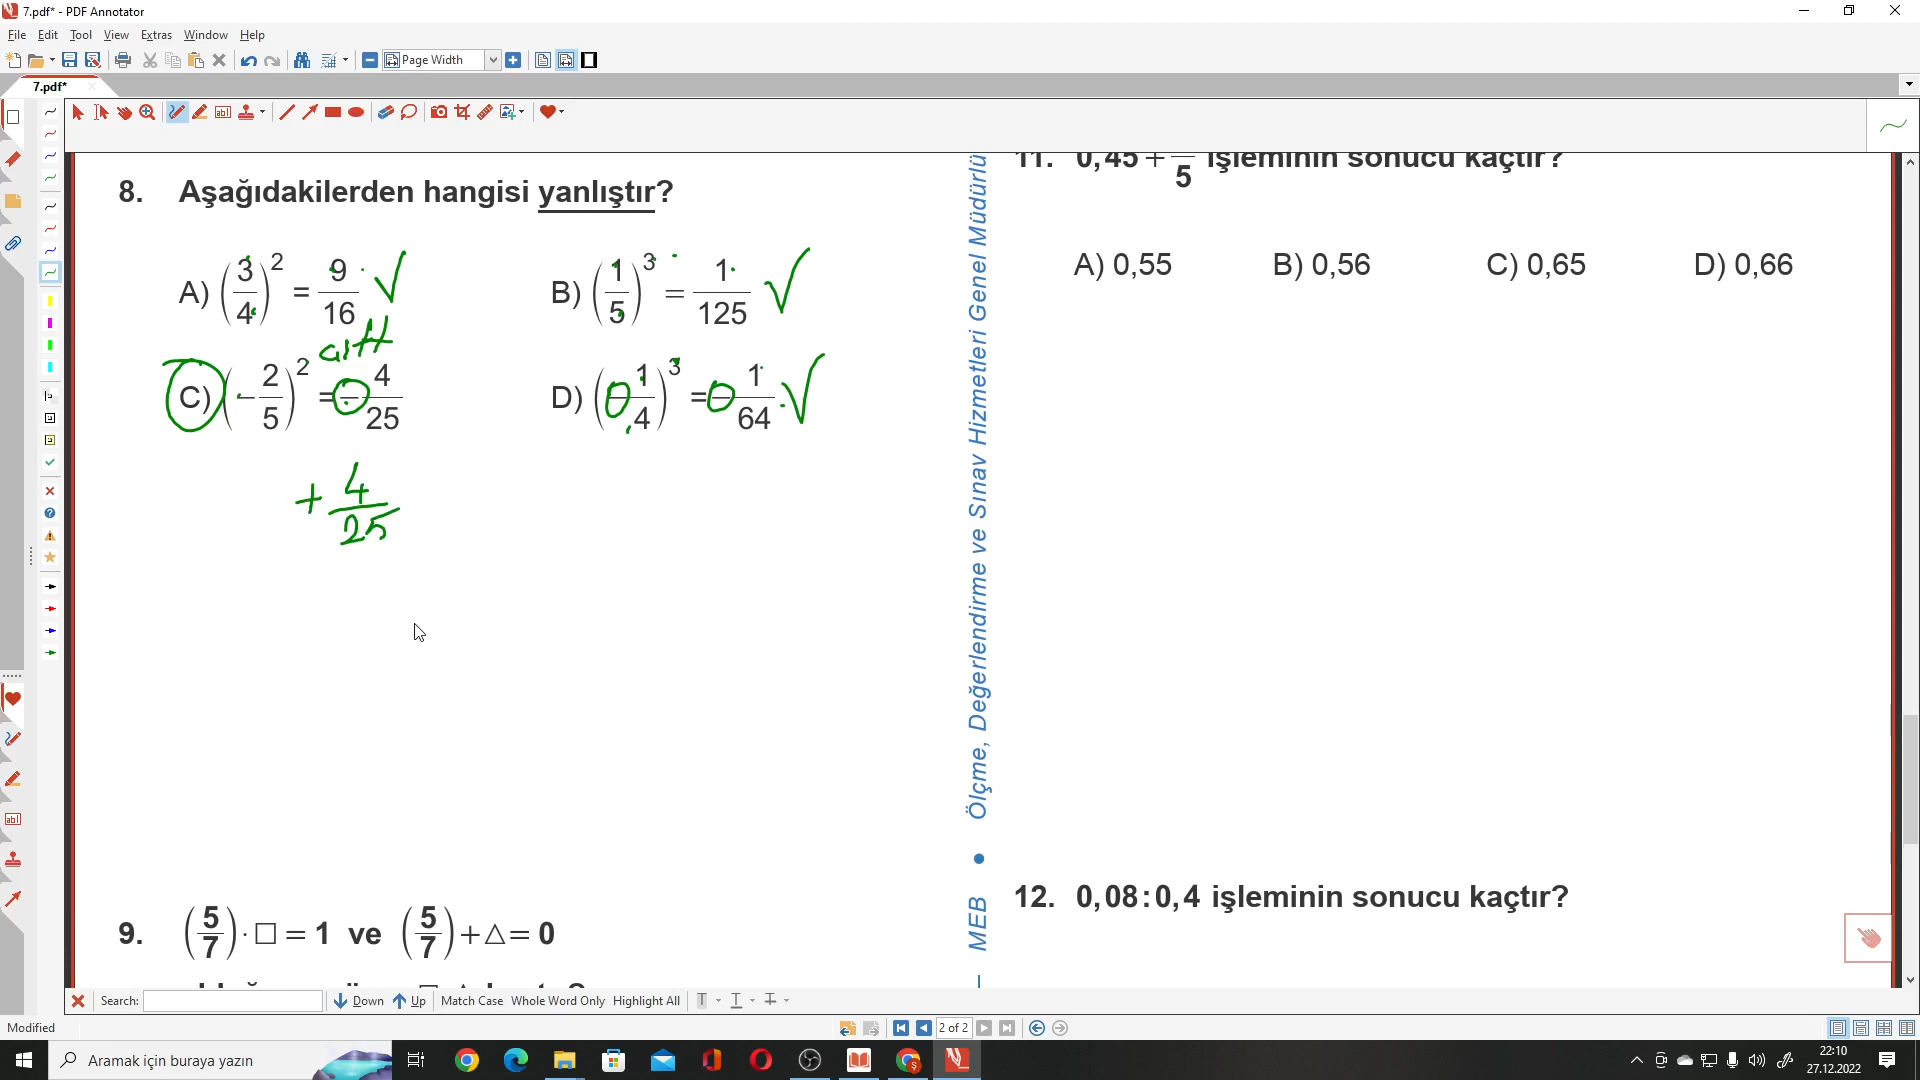 7.pdf* - PDF Annotator
File Edit Tool View Extras Window Help
Page Width
7.pdf*
8. Aşağıdakilerden hangisi yanlıştır?
A) (3/4)² = 9/16 √
B) (1/5)³ = 1/125 √
çift
C) (-2/5)² = - 4/25
D) (-1/4)³ = - 1/64 √
+ 4/25
9. (5/7) · □ = 1 ve (5/7) + △ = 0
Ölçme, Değerlendirme ve Sınav Hizmetleri Genel Müdürlü
MEB
5 işleminin sonucu kaçtır?
11. 0,45 +
A) 0,55 B) 0,56 C) 0,65 D) 0,66
12. 0,08 : 0,4 işleminin sonucu kaçtır?
Search: Down Up Match Case Whole Word Only Highlight All
Modified
2 of 2
Aramak için buraya yazın
22:10
27.12.2022